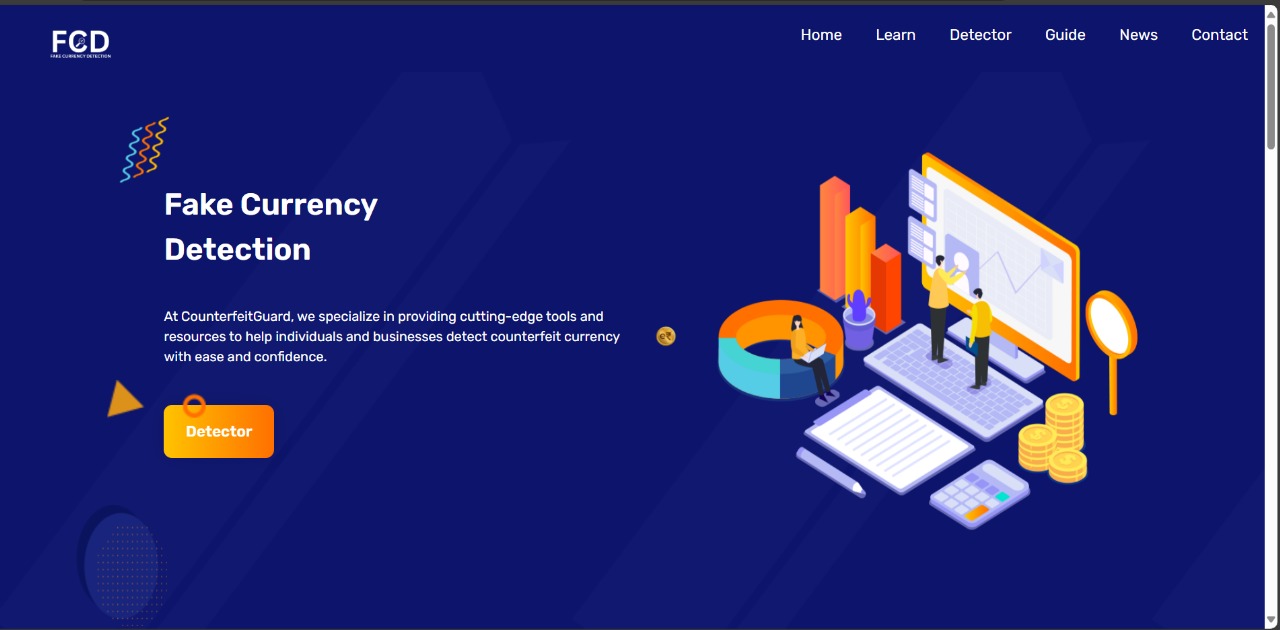 FCD
FAKE CURRENCY DETECTION
Home Learn Detector Guide News Contact
Fake Currency
Detection
At CounterfeitGuard, we specialize in providing cutting-edge tools and
resources to help individuals and businesses detect counterfeit currency
with ease and confidence.
Detector